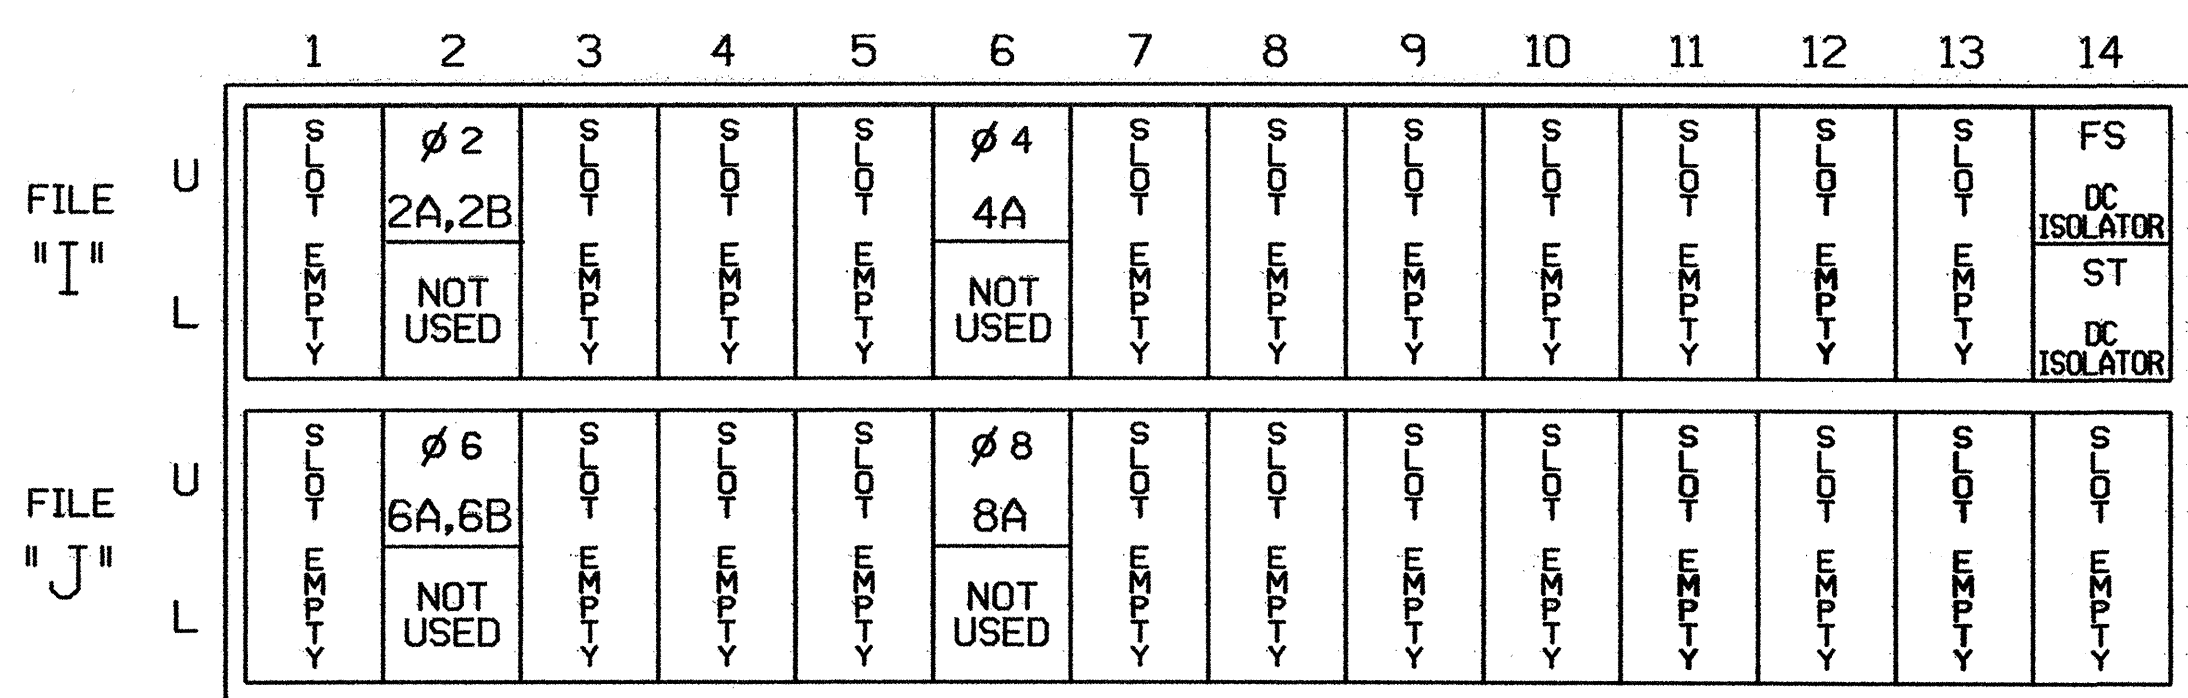 1 2 3 4 5 6 7 8 9 10 11 12 13 14
FILE "I"
U
L
SLOT EMPTY
Ø 2
2A,2B
NOT
USED
SLOT EMPTY
SLOT EMPTY
SLOT EMPTY
Ø 4
4A
NOT
USED
SLOT EMPTY
SLOT EMPTY
SLOT EMPTY
SLOT EMPTY
SLOT EMPTY
SLOT EMPTY
SLOT EMPTY
FS
DC
ISOLATOR
ST
DC
ISOLATOR
FILE "J"
U
L
SLOT EMPTY
Ø 6
6A,6B
NOT
USED
SLOT EMPTY
SLOT EMPTY
SLOT EMPTY
Ø 8
8A
NOT
USED
SLOT EMPTY
SLOT EMPTY
SLOT EMPTY
SLOT EMPTY
SLOT EMPTY
SLOT EMPTY
SLOT EMPTY
SLOT EMPTY